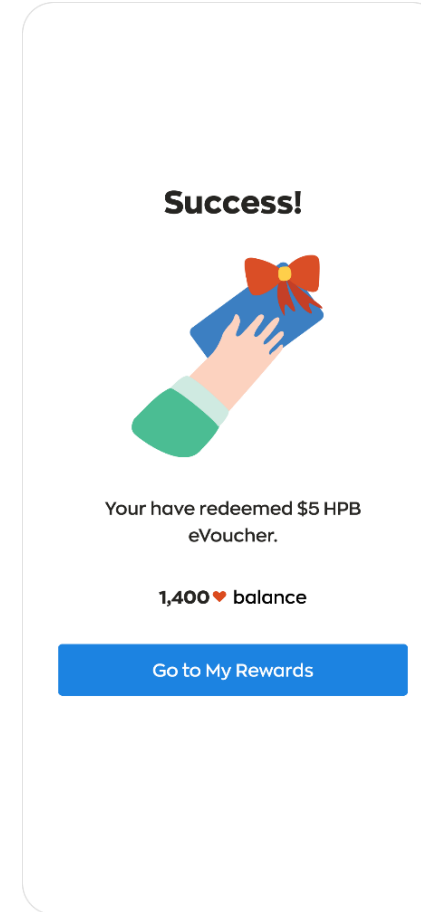 Success!
Your have redeemed $5 HPB
eVoucher.
1,400 balance
Go to My Rewards